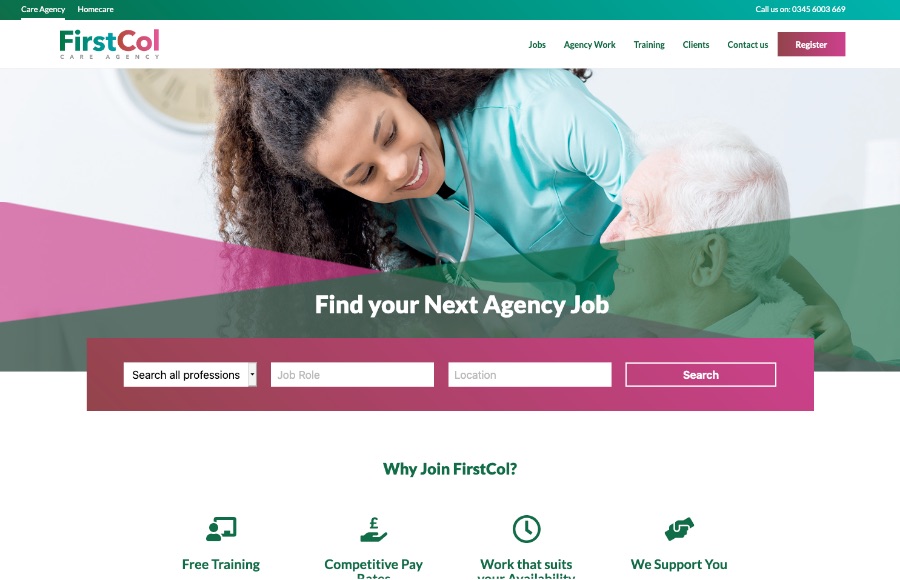 Care Agency Homecare Call us on: 0345 6003 669
FirstCol
CARE AGENCY
Jobs Agency Work Training Clients Contact us Register
Find your Next Agency Job
Search all professions Job Role Location Search
Why Join FirstCol?
£
Free Training Competitive Pay Work that suits We Support You
Rates your Availability